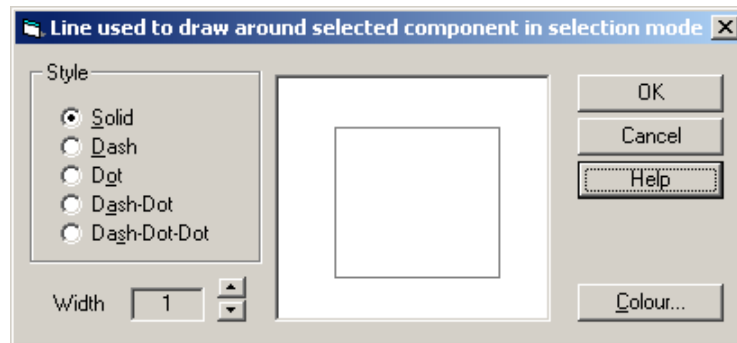 Line used to draw around selected component in selection mode
Style
Solid
Dash
Dot
Dash-Dot
Dash-Dot-Dot
Width 1
OK
Cancel
Help
Colour...